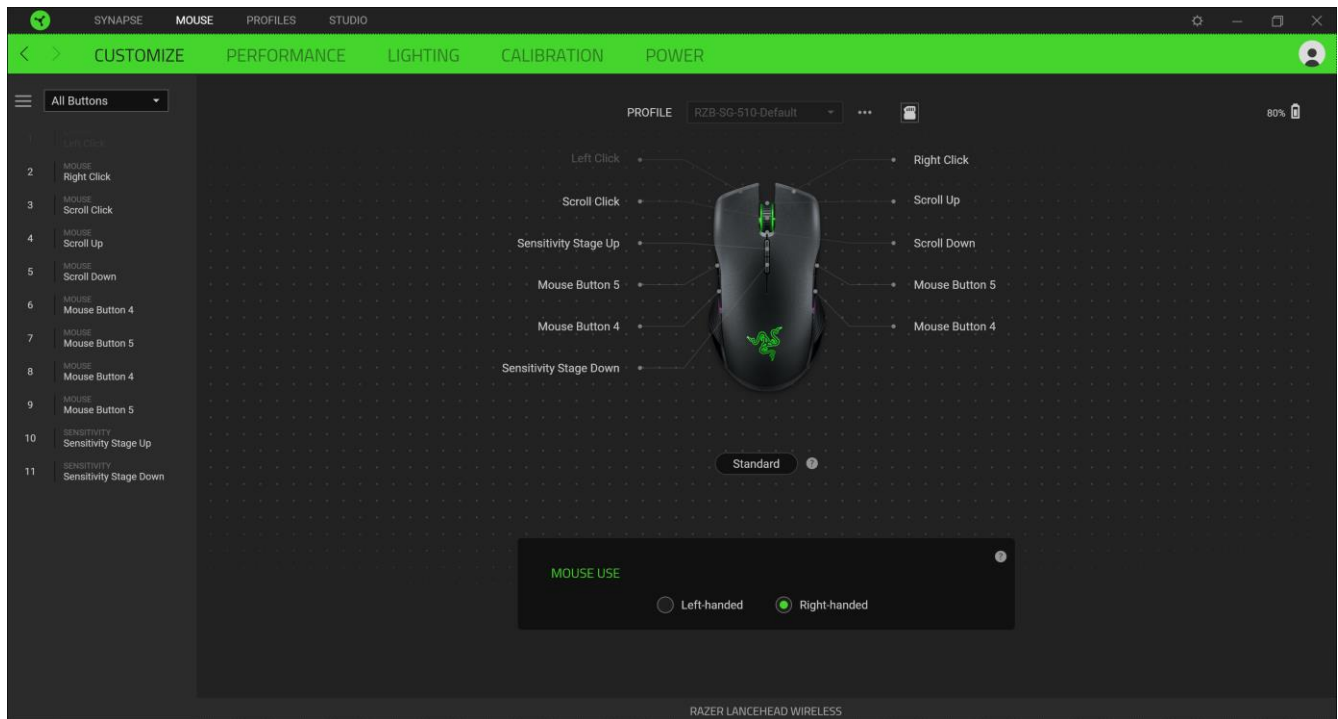 SYNAPSE MOUSE PROFILES STUDIO
CUSTOMIZE PERFORMANCE LIGHTING CALIBRATION POWER
All Buttons
PROFILE RZB-SG-510-Default
80%
1 MOUSE
Left Click
2 MOUSE
Right Click
3 MOUSE
Scroll Click
4 MOUSE
Scroll Up
5 MOUSE
Scroll Down
6 MOUSE
Mouse Button 4
7 MOUSE
Mouse Button 5
8 MOUSE
Mouse Button 4
9 MOUSE
Mouse Button 5
10 SENSITIVITY
Sensitivity Stage Up
11 SENSITIVITY
Sensitivity Stage Down
Left Click
Scroll Click
Sensitivity Stage Up
Mouse Button 5
Mouse Button 4
Sensitivity Stage Down
Right Click
Scroll Up
Scroll Down
Mouse Button 5
Mouse Button 4
Standard ?
MOUSE USE ?
Left-handed Right-handed
RAZER LANCEHEAD WIRELESS